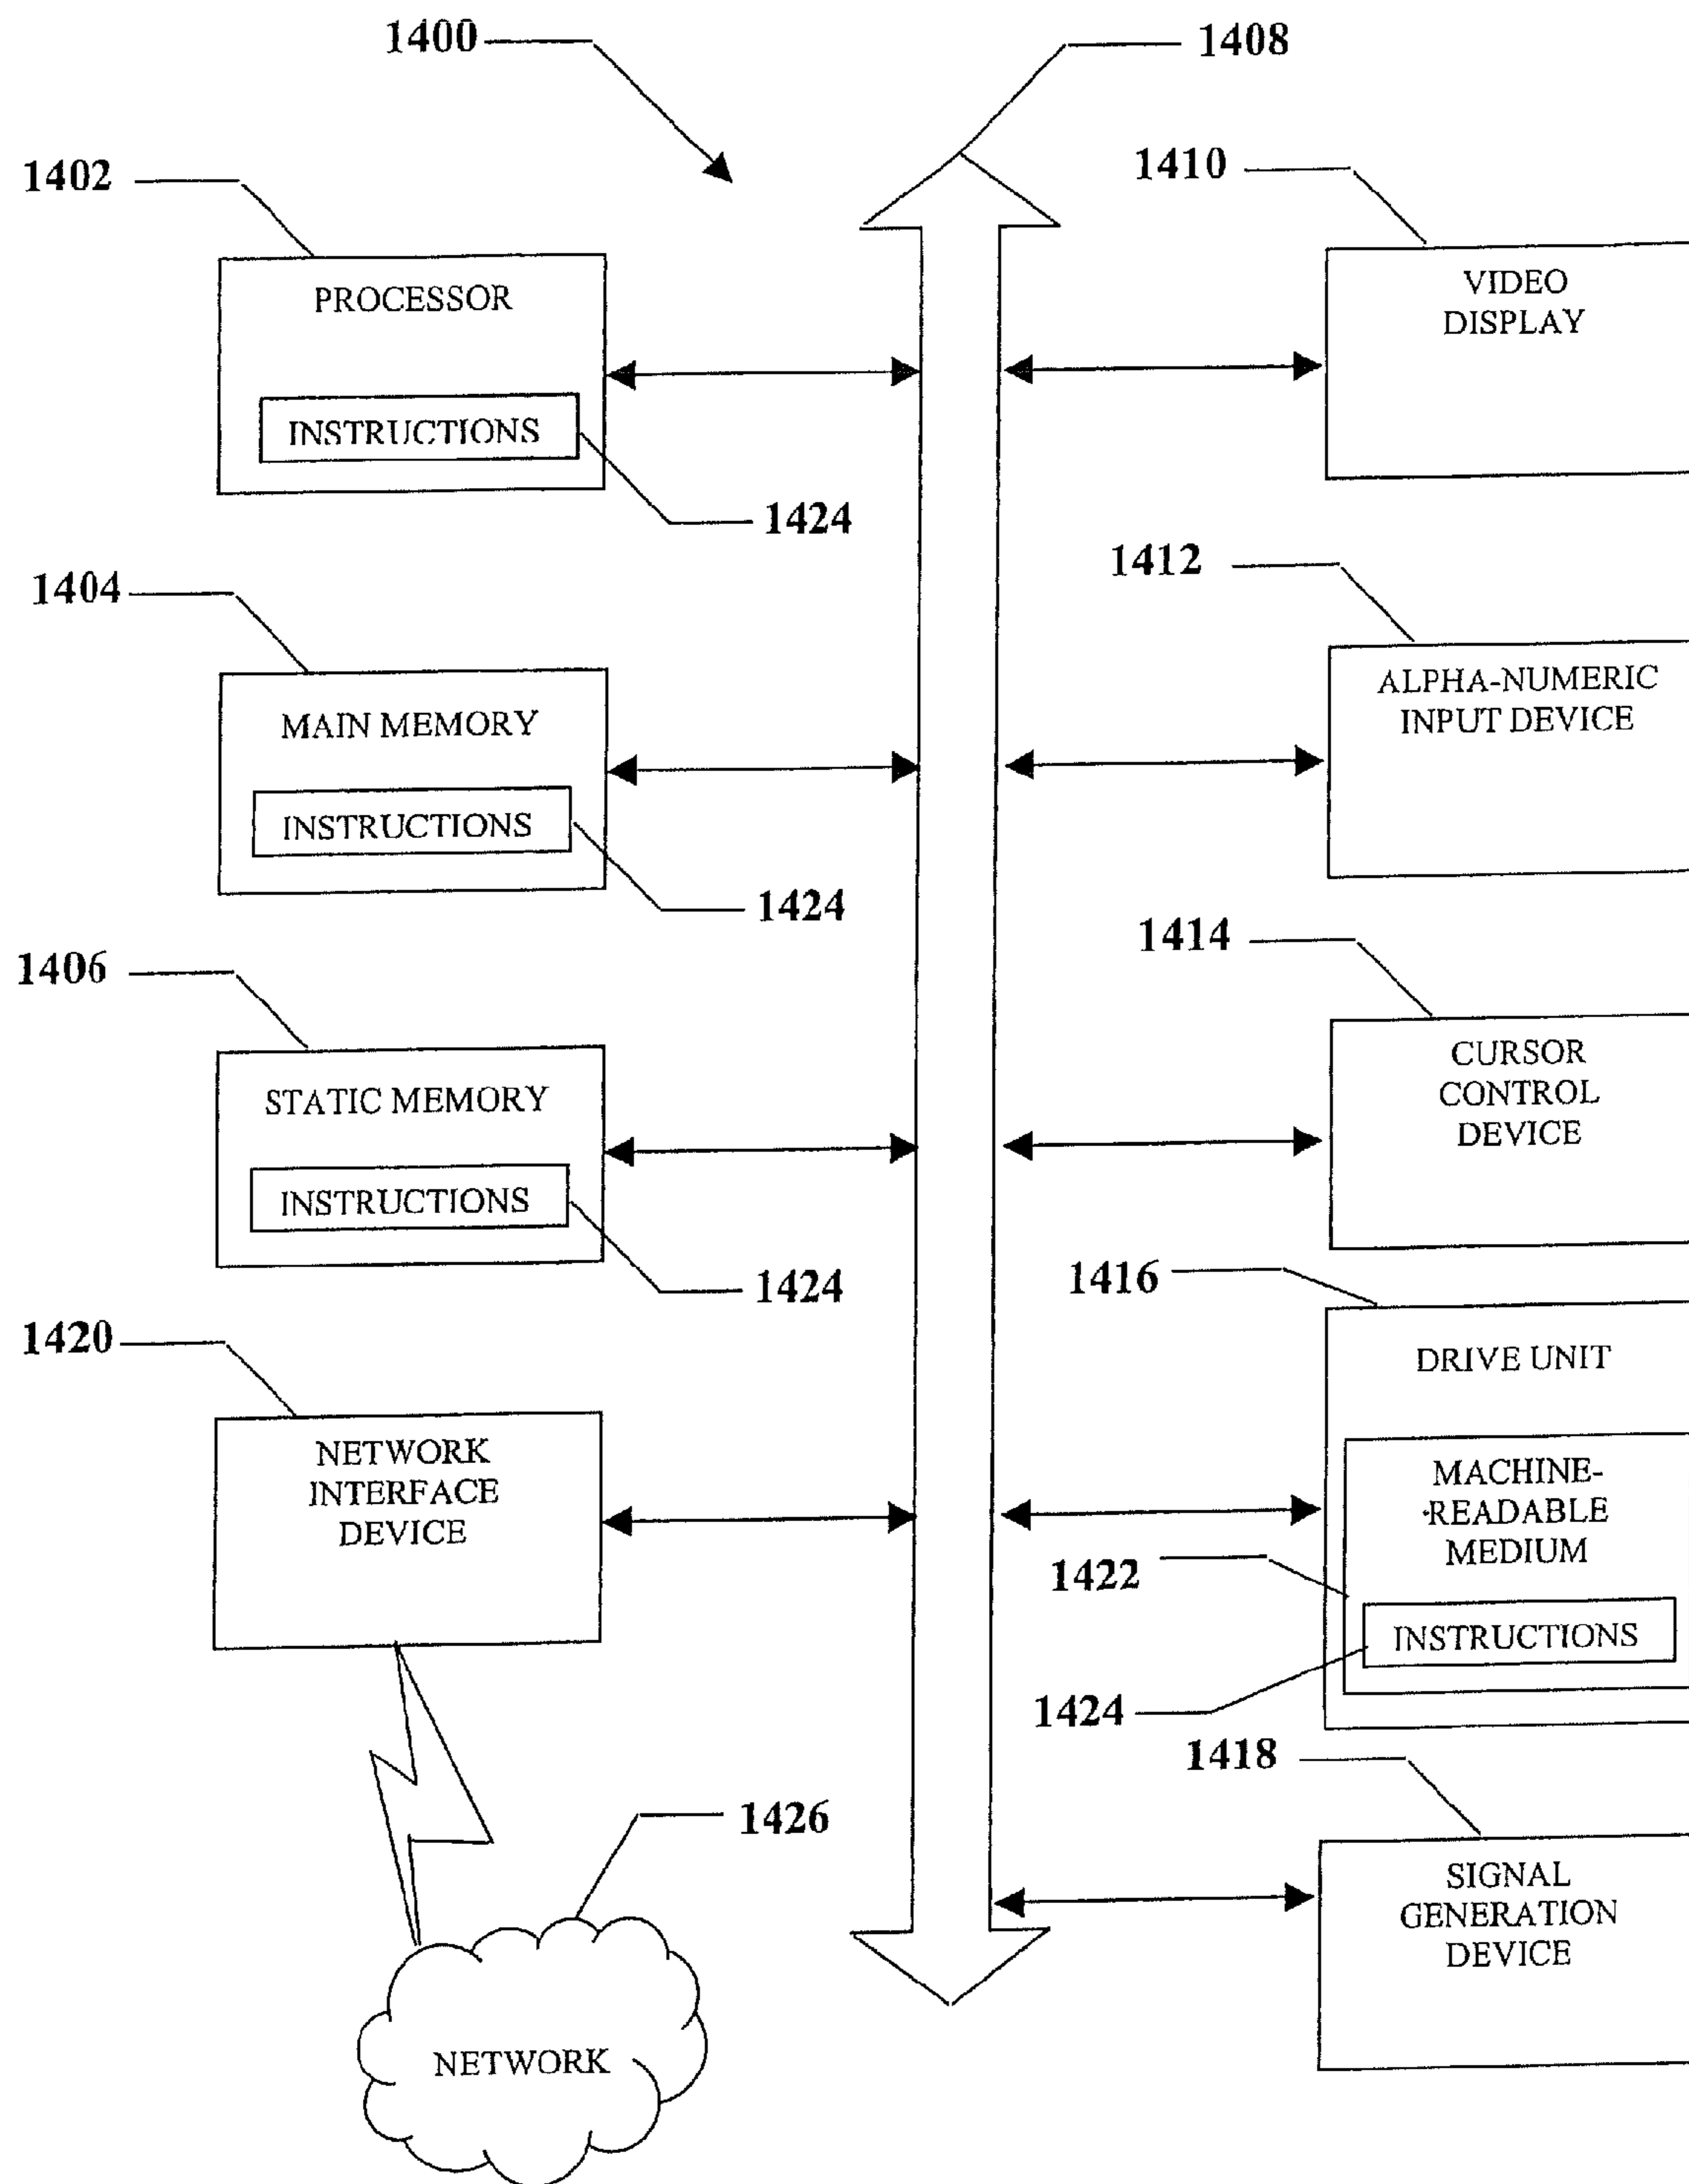 1400
1408
1402
1410
PROCESSOR
INSTRUCTIONS
1424
VIDEO
DISPLAY
1404
1412
MAIN MEMORY
INSTRUCTIONS
1424
ALPHA-NUMERIC
INPUT DEVICE
1406
1414
STATIC MEMORY
INSTRUCTIONS
1424
CURSOR
CONTROL
DEVICE
1420
1416
NETWORK
INTERFACE
DEVICE
DRIVE UNIT
MACHINE-
READABLE
MEDIUM
1422
INSTRUCTIONS
1424
1418
1426
SIGNAL
GENERATION
DEVICE
NETWORK